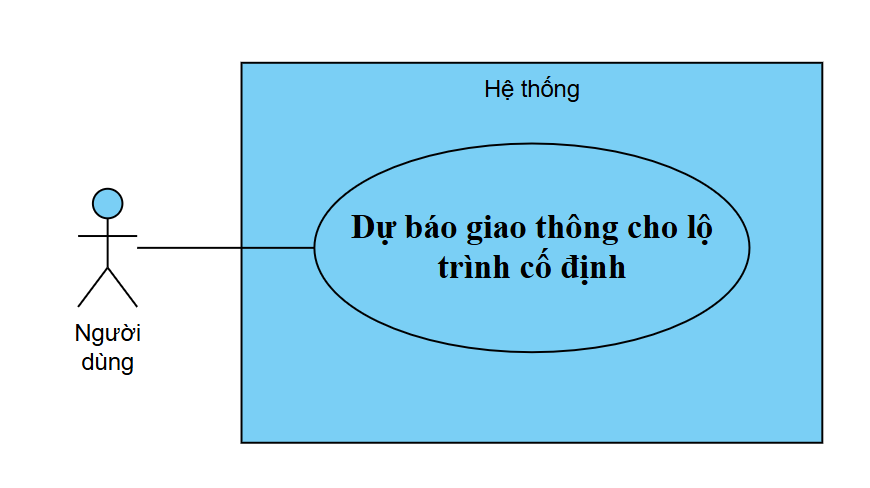 Hệ thống
Dự báo giao thông cho lộ
trình cố định
Người
dùng